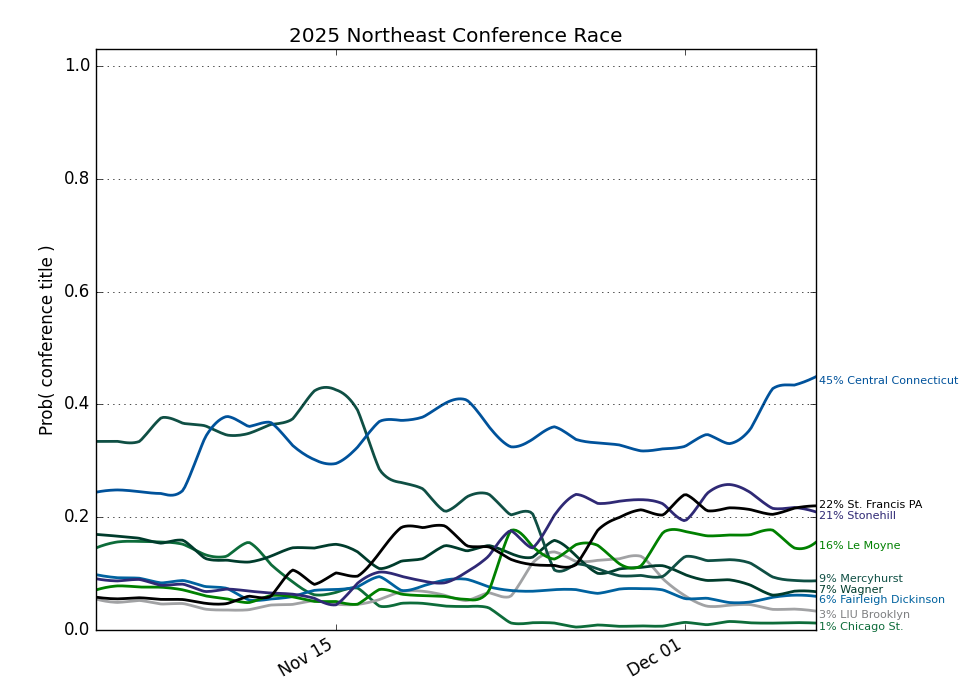 2025 Northeast Conference Race
Prob( conference title )
1.0
0.8
0.6
0.4
0.2
0.0
Nov 15
Dec 01
45% Central Connecticut
22% St. Francis PA
21% Stonehill
16% Le Moyne
9% Mercyhurst
7% Wagner
6% Fairleigh Dickinson
3% LIU Brooklyn
1% Chicago St.